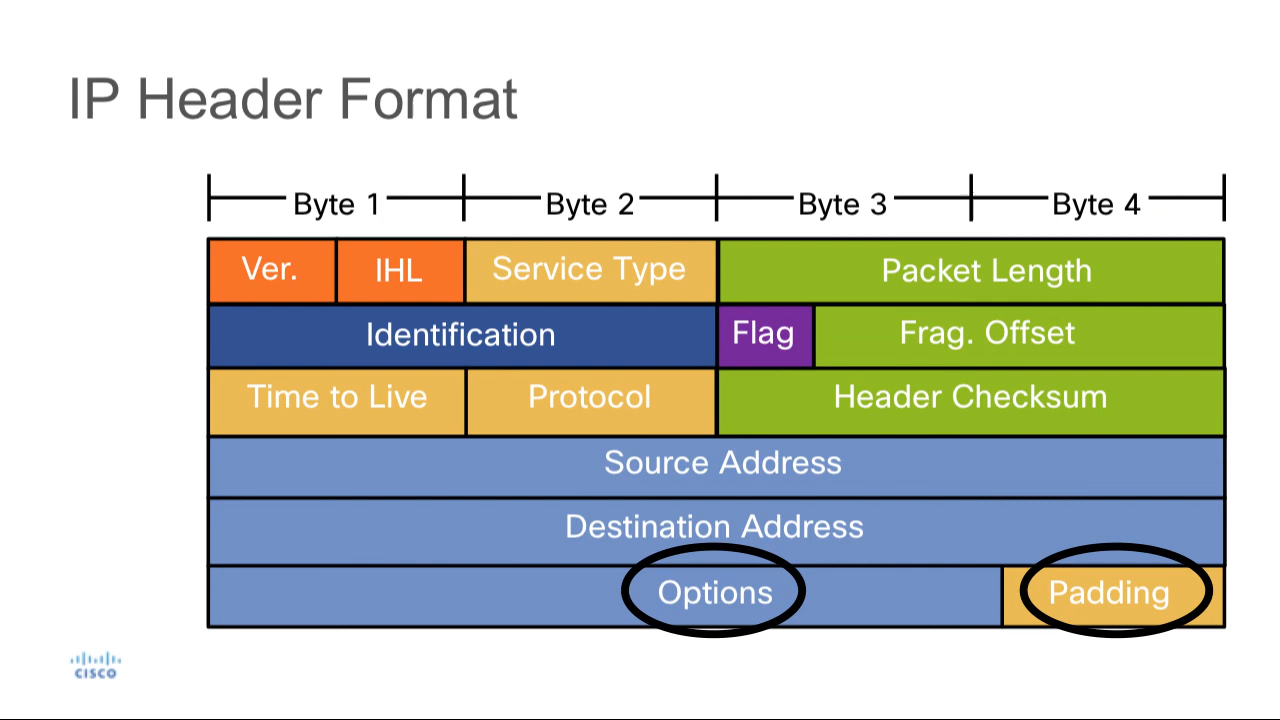 IP Header Format
Byte 1 Byte 2 Byte 3 Byte 4
Ver. IHL Service Type Packet Length
Identification Flag Frag. Offset
Time to Live Protocol Header Checksum
Source Address
Destination Address
Options Padding
CISCO